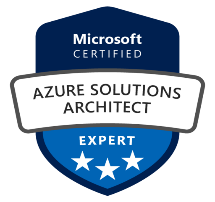 Microsoft
CERTIFIED
AZURE SOLUTIONS
ARCHITECT
EXPERT